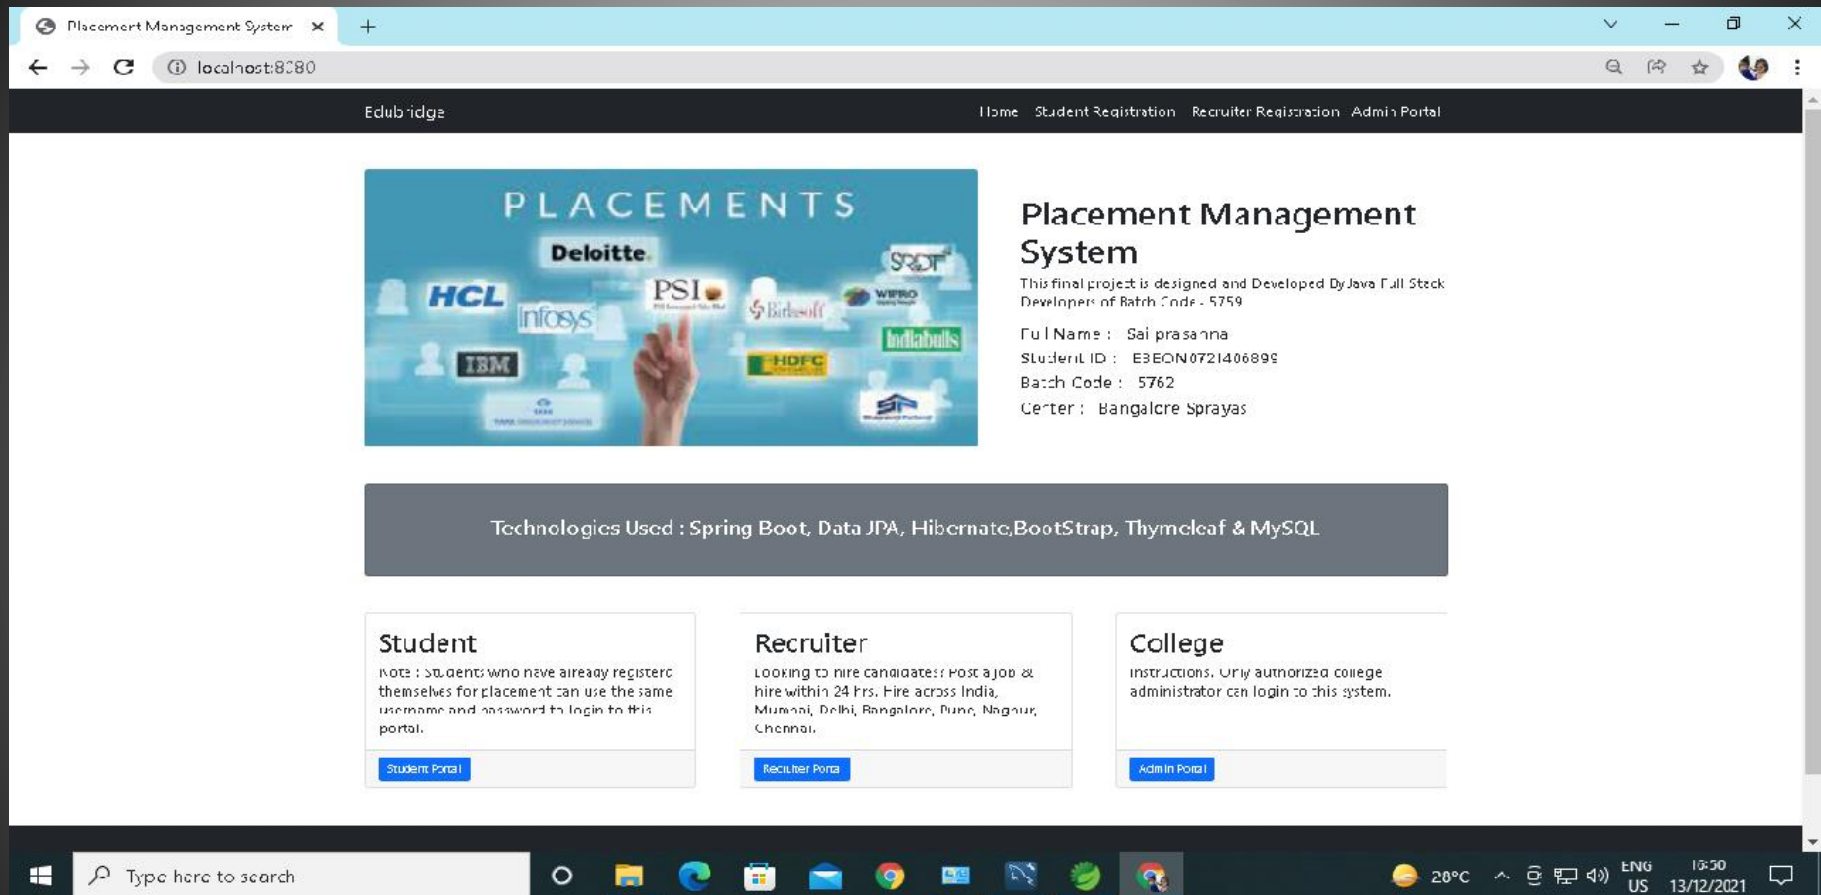 Placement Management System
localhost:8080
Edubridge
Home Student Registration Recruiter Registration Admin Portal
PLACEMENTS
Deloitte.
SRDT
HCL
PSI
WIPRO
Infosys
Birlasoft
Indiabulls
IBM
HDFC
TATA
SP
Placement Management
System
This final project is designed and Developed By Java Full Stack
Developers of Batch Code - 5759
Full Name : Sai prasanna
Student ID : EBEON0721406899
Batch Code : 5762
Center : Bangalore Sprayas
Technologies Used : Spring Boot, Data JPA, Hibernate,BootStrap, Thymeleaf & MySQL
Student
Note : Students who have already registerd
themselves for placement can use the same
username and password to login to this
portal.
Student Portal
Recruiter
Looking to hire candidates? Post a job &
hire within 24 hrs. Hire across India,
Mumbai, Delhi, Bangalore, Pune, Nagpur,
Chennai.
Recruiter Portal
College
Instructions. Only authorized college
administrator can login to this system.
Admin Portal
Type here to search
28°C
ENG
US
16:50
13/12/2021